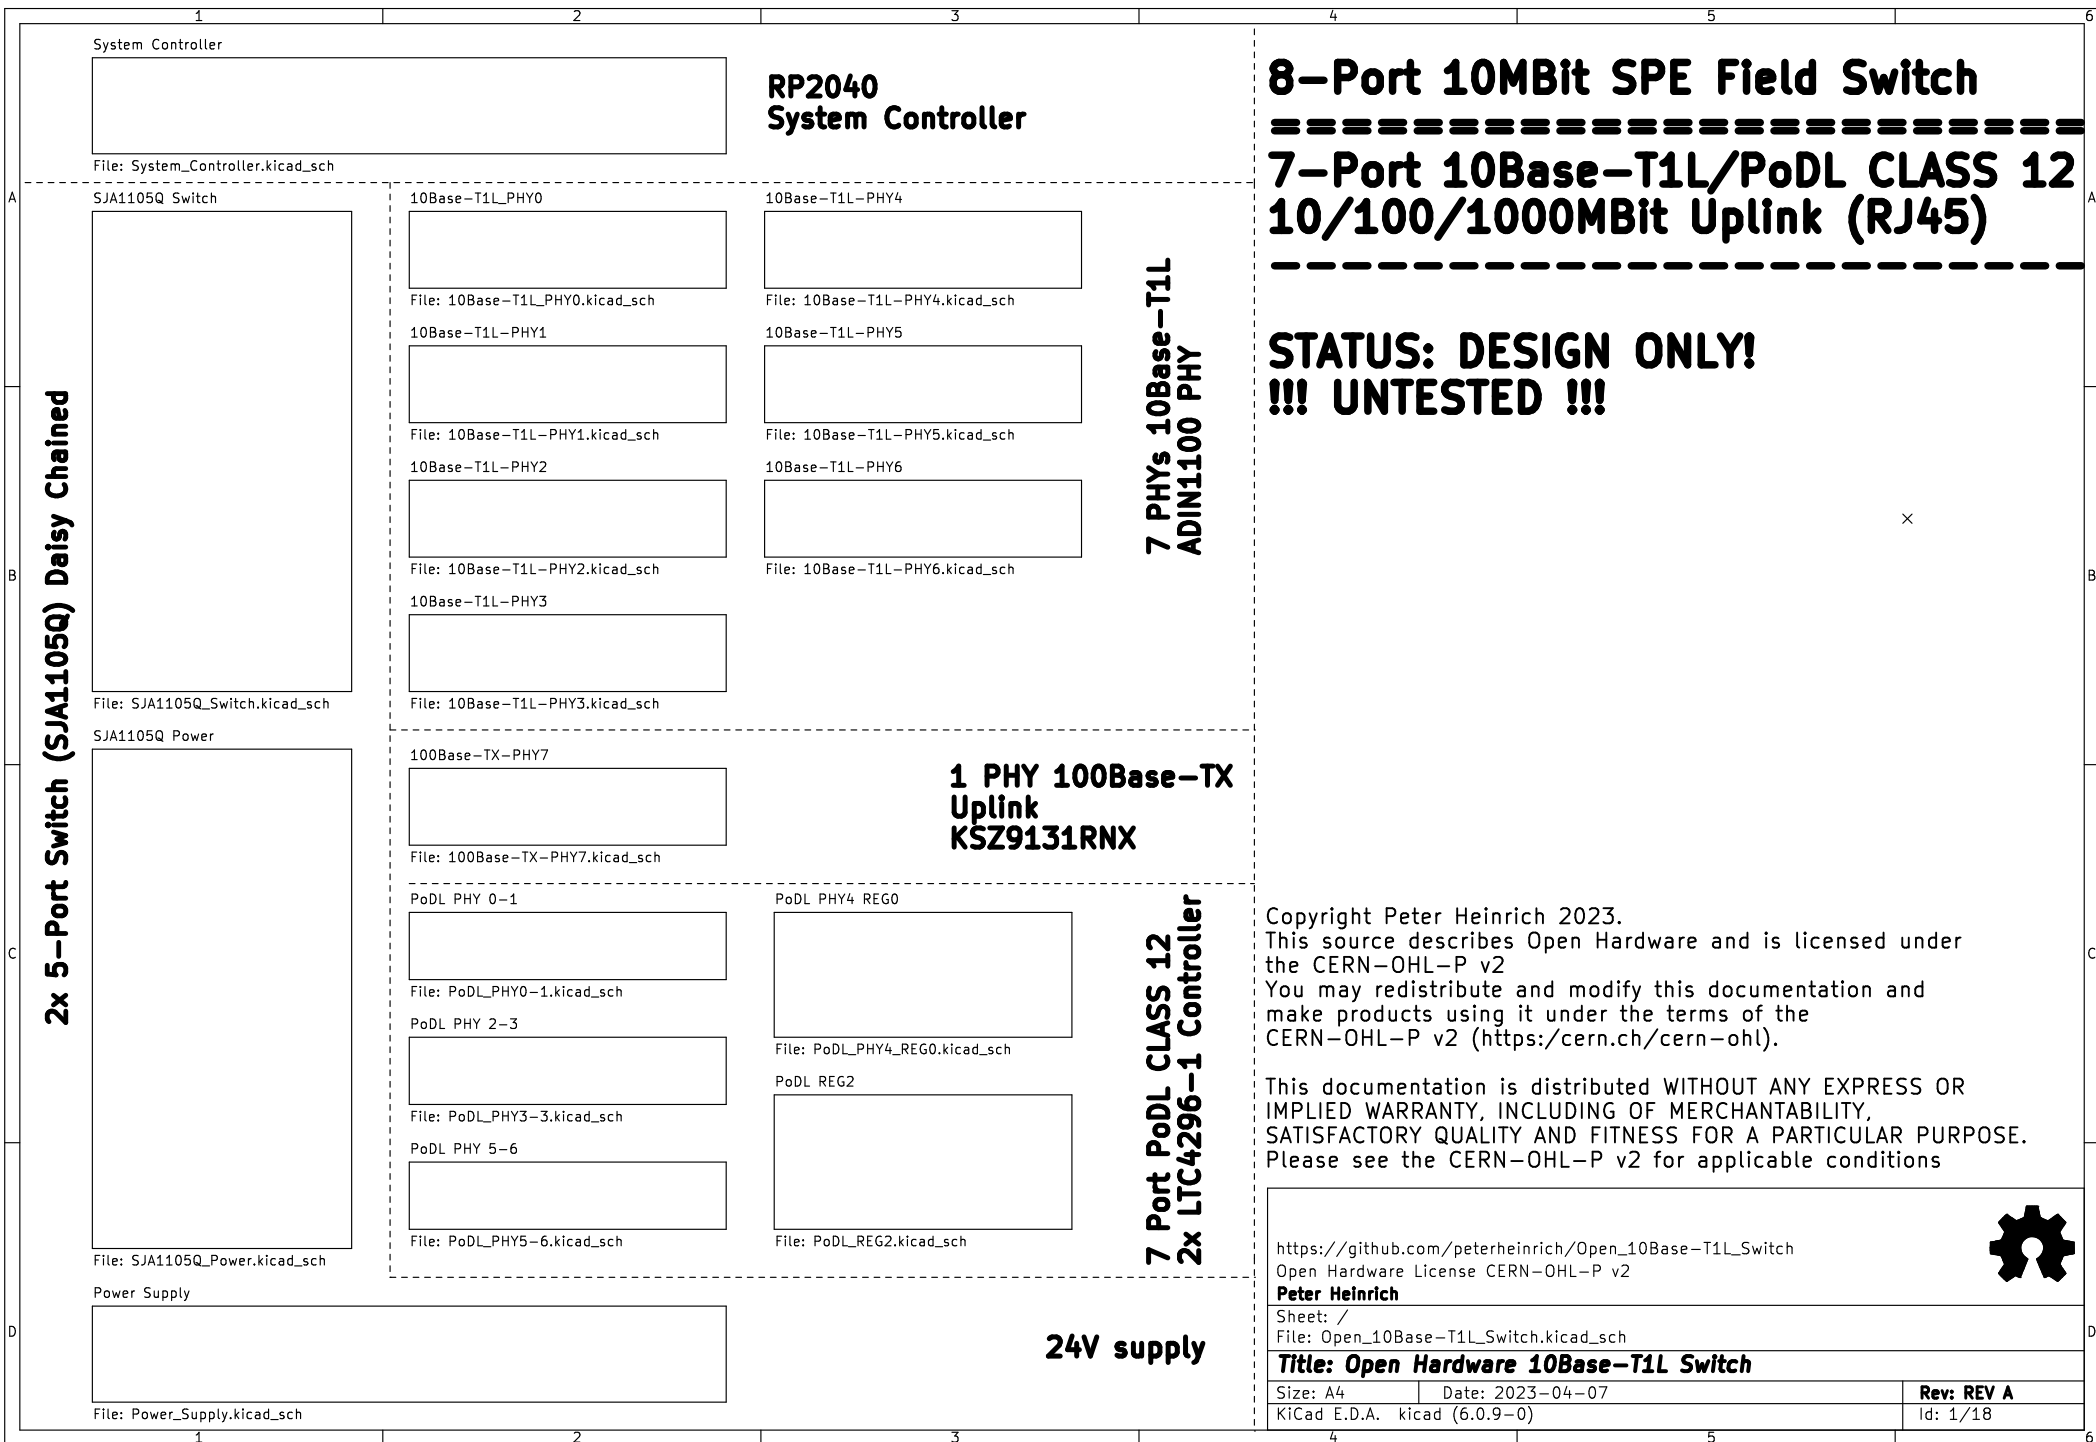 1 2 3 4 5 6
System Controller
RP2040
System Controller
File: System_Controller.kicad_sch
8-Port 10MBit SPE Field Switch
====================
7-Port 10Base-T1L/PoDL CLASS 12
10/100/1000MBit Uplink (RJ45)
-----------------------
STATUS: DESIGN ONLY!
!!! UNTESTED !!!
A A
B B
C C
D D
2x 5-Port Switch (SJA1105Q) Daisy Chained
SJA1105Q Switch
File: SJA1105Q_Switch.kicad_sch
SJA1105Q Power
File: SJA1105Q_Power.kicad_sch
10Base-T1L_PHY0
File: 10Base-T1L_PHY0.kicad_sch
10Base-T1L-PHY1
File: 10Base-T1L-PHY1.kicad_sch
10Base-T1L-PHY2
File: 10Base-T1L-PHY2.kicad_sch
10Base-T1L-PHY3
File: 10Base-T1L-PHY3.kicad_sch
10Base-T1L-PHY4
File: 10Base-T1L-PHY4.kicad_sch
10Base-T1L-PHY5
File: 10Base-T1L-PHY5.kicad_sch
10Base-T1L-PHY6
File: 10Base-T1L-PHY6.kicad_sch
7 PHYs 10Base-T1L
ADIN1100 PHY
100Base-TX-PHY7
File: 100Base-TX-PHY7.kicad_sch
1 PHY 100Base-TX
Uplink
KSZ9131RNX
PoDL PHY 0-1
File: PoDL_PHY0-1.kicad_sch
PoDL PHY 2-3
File: PoDL_PHY3-3.kicad_sch
PoDL PHY 5-6
File: PoDL_PHY5-6.kicad_sch
PoDL PHY4 REG0
File: PoDL_PHY4_REG0.kicad_sch
PoDL REG2
File: PoDL_REG2.kicad_sch
7 Port PoDL CLASS 12
2x LTC4296-1 Controller
Power Supply
File: Power_Supply.kicad_sch
24V supply
Copyright Peter Heinrich 2023.
This source describes Open Hardware and is licensed under
the CERN-OHL-P v2
You may redistribute and modify this documentation and
make products using it under the terms of the
CERN-OHL-P v2 (https:/cern.ch/cern-ohl).
This documentation is distributed WITHOUT ANY EXPRESS OR
IMPLIED WARRANTY, INCLUDING OF MERCHANTABILITY,
SATISFACTORY QUALITY AND FITNESS FOR A PARTICULAR PURPOSE.
Please see the CERN-OHL-P v2 for applicable conditions
https://github.com/peterheinrich/Open_10Base-T1L_Switch
Open Hardware License CERN-OHL-P v2
Peter Heinrich
Sheet: /
File: Open_10Base-T1L_Switch.kicad_sch
Title: Open Hardware 10Base-T1L Switch
Size: A4 Date: 2023-04-07 Rev: REV A
KiCad E.D.A. kicad (6.0.9-0) Id: 1/18
1 2 3 4 5 6